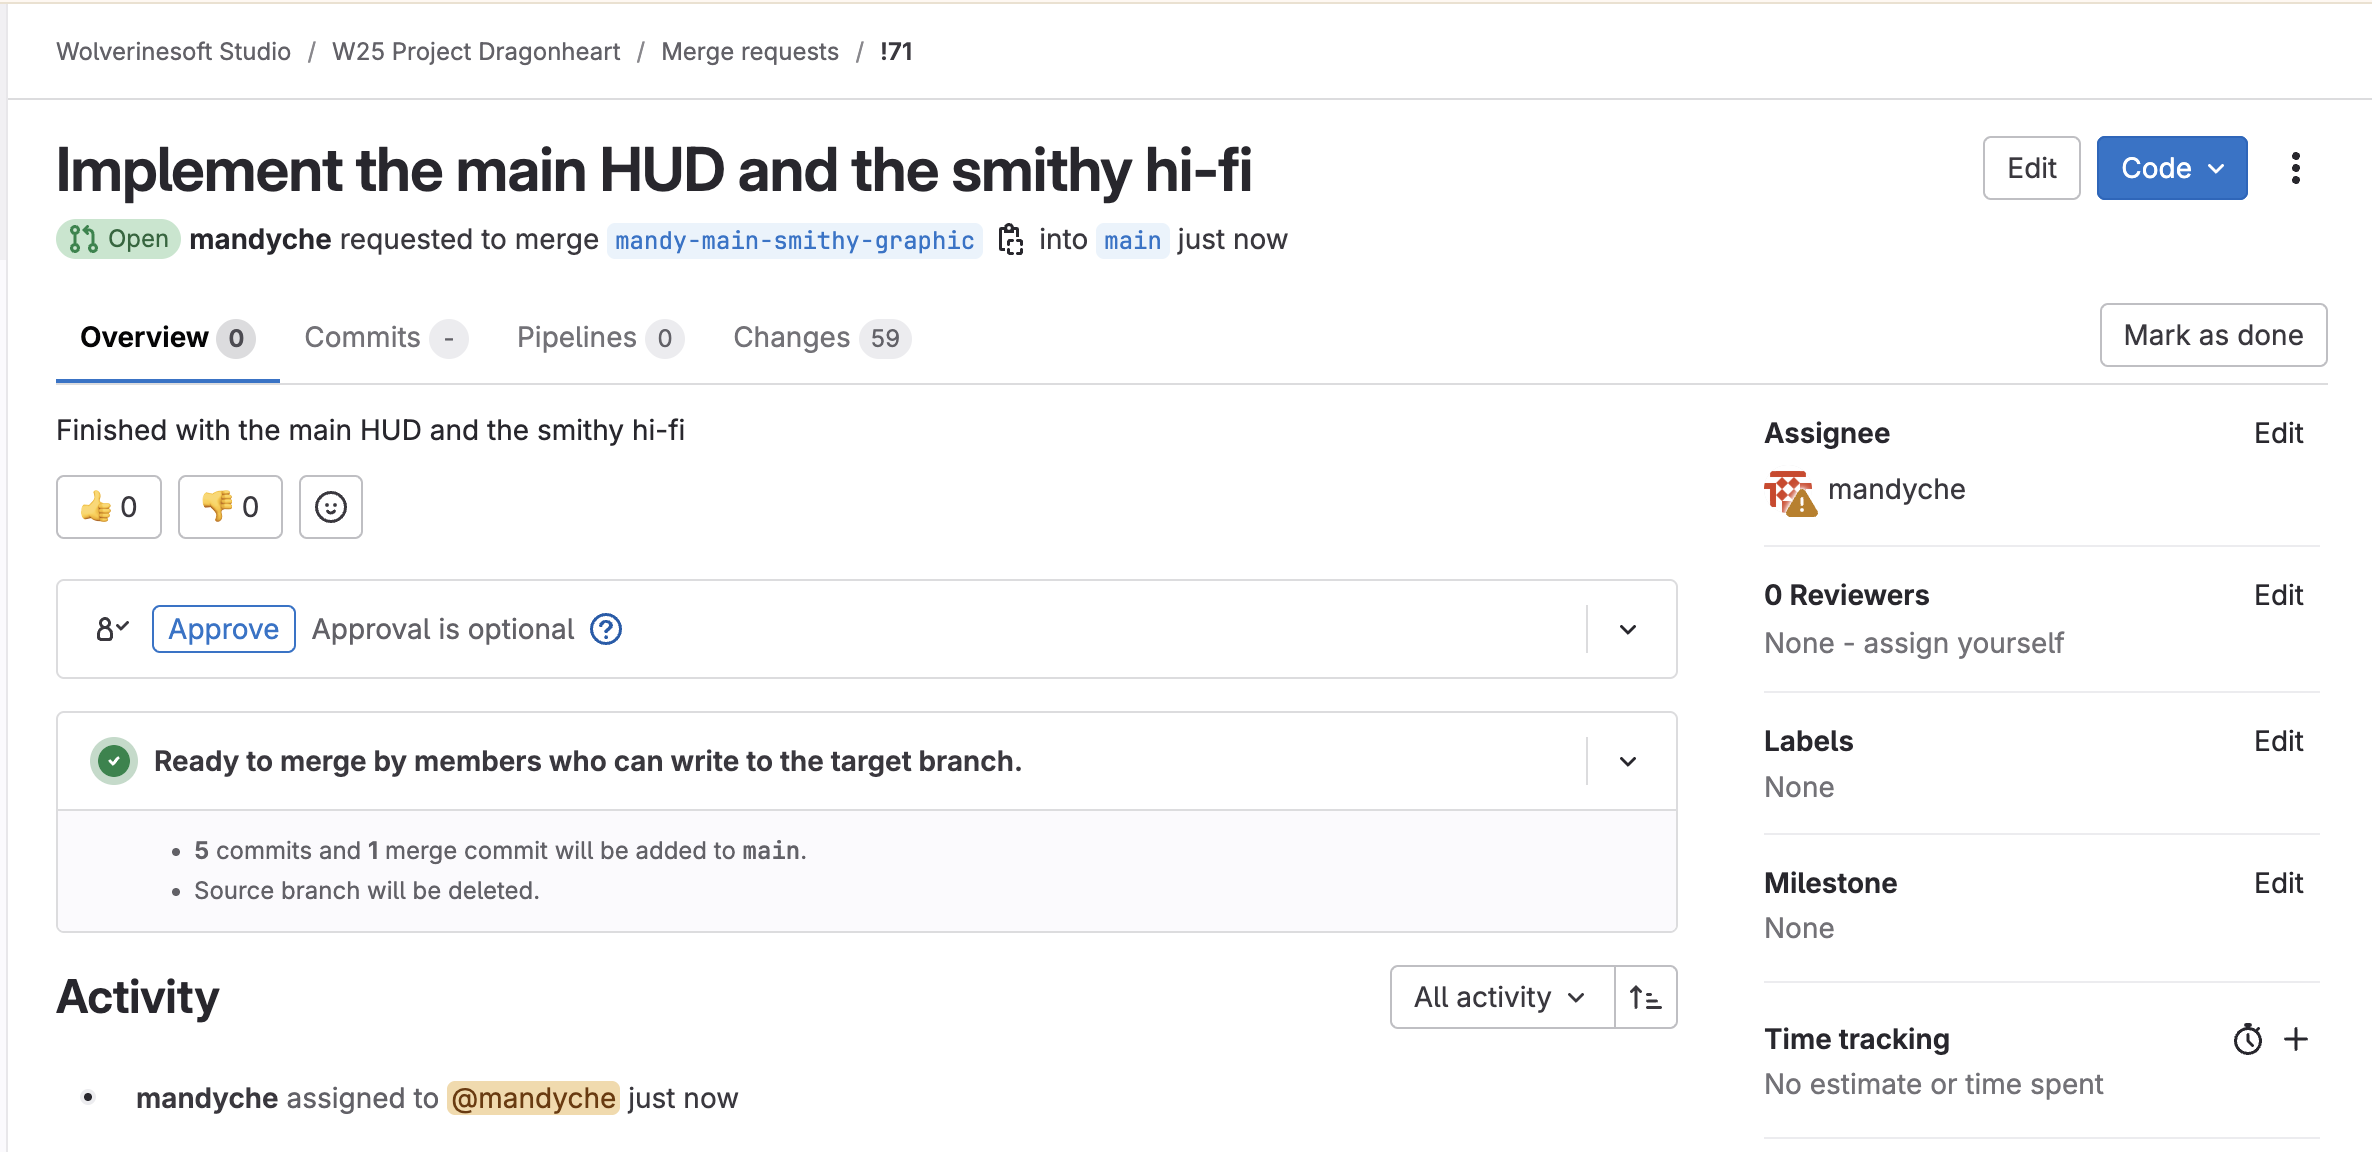 Wolverinesoft Studio / W25 Project Dragonheart / Merge requests / !71
Implement the main HUD and the smithy hi-fi
Edit
Code
Open mandyche requested to merge mandy-main-smithy-graphic into main just now
Overview 0
Commits -
Pipelines 0
Changes 59
Mark as done
Finished with the main HUD and the smithy hi-fi
👍 0
👎 0
Approve Approval is optional ?
Ready to merge by members who can write to the target branch.
• 5 commits and 1 merge commit will be added to main.
• Source branch will be deleted.
Activity
All activity
mandyche assigned to @mandyche just now
Assignee Edit
mandyche
0 Reviewers Edit
None - assign yourself
Labels Edit
None
Milestone Edit
None
Time tracking +
No estimate or time spent